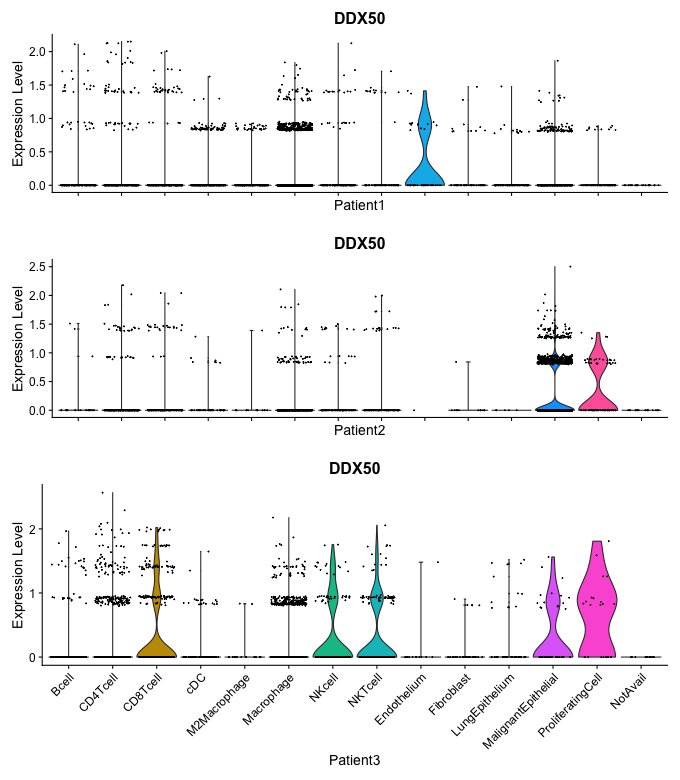 DDX50
Expression Level
2.0
1.5
1.0
0.5
0.0
Patient1
DDX50
Expression Level
2.5
2.0
1.5
1.0
0.5
0.0
Patient2
DDX50
Expression Level
2
1
0
Bcell
CD4Tcell
CD8Tcell
cDC
M2Macrophage
Macrophage
NKcell
NKTcell
Endothelium
Fibroblast
LungEpithelium
MalignantEpithelial
ProliferatingCell
NotAvail
Patient3